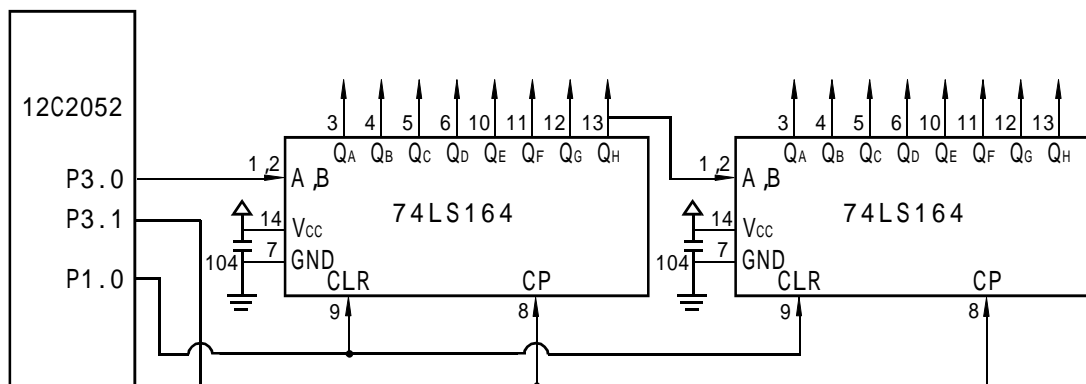 12C2052
P3.0
P3.1
P1.0
3 4 5 6 10 11 12 13
QA QB QC QD QE QF QG QH
1,2 A,B
74LS164
14 VCC
7 GND
104
CLR CP
9 8
3 4 5 6 10 11 12 13
QA QB QC QD QE QF QG QH
1,2 A,B
74LS164
14 VCC
7 GND
104
CLR CP
9 8